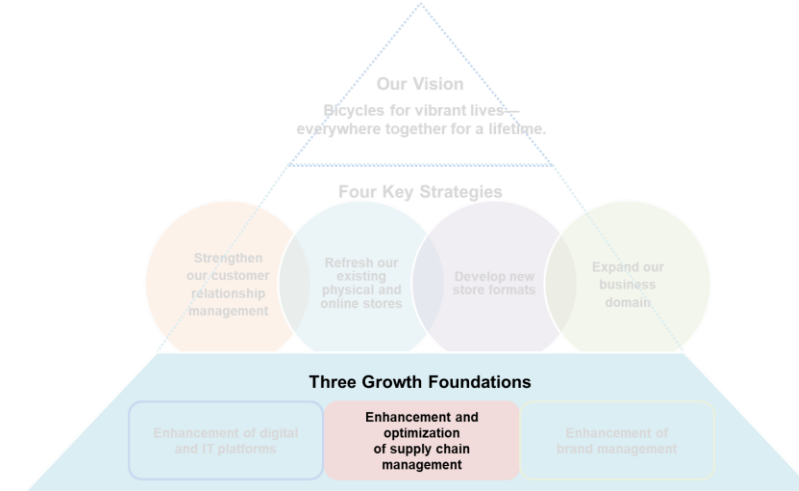 Our Vision
Bicycles for vibrant lives—
everywhere together for a lifetime.
Four Key Strategies
Strengthen
our customer
relationship
management
Refresh our
existing
physical and
online stores
Develop new
store formats
Expand our
business
domain
Three Growth Foundations
Enhancement of digital
and IT platforms
Enhancement and
optimization
of supply chain
management
Enhancement of
brand management